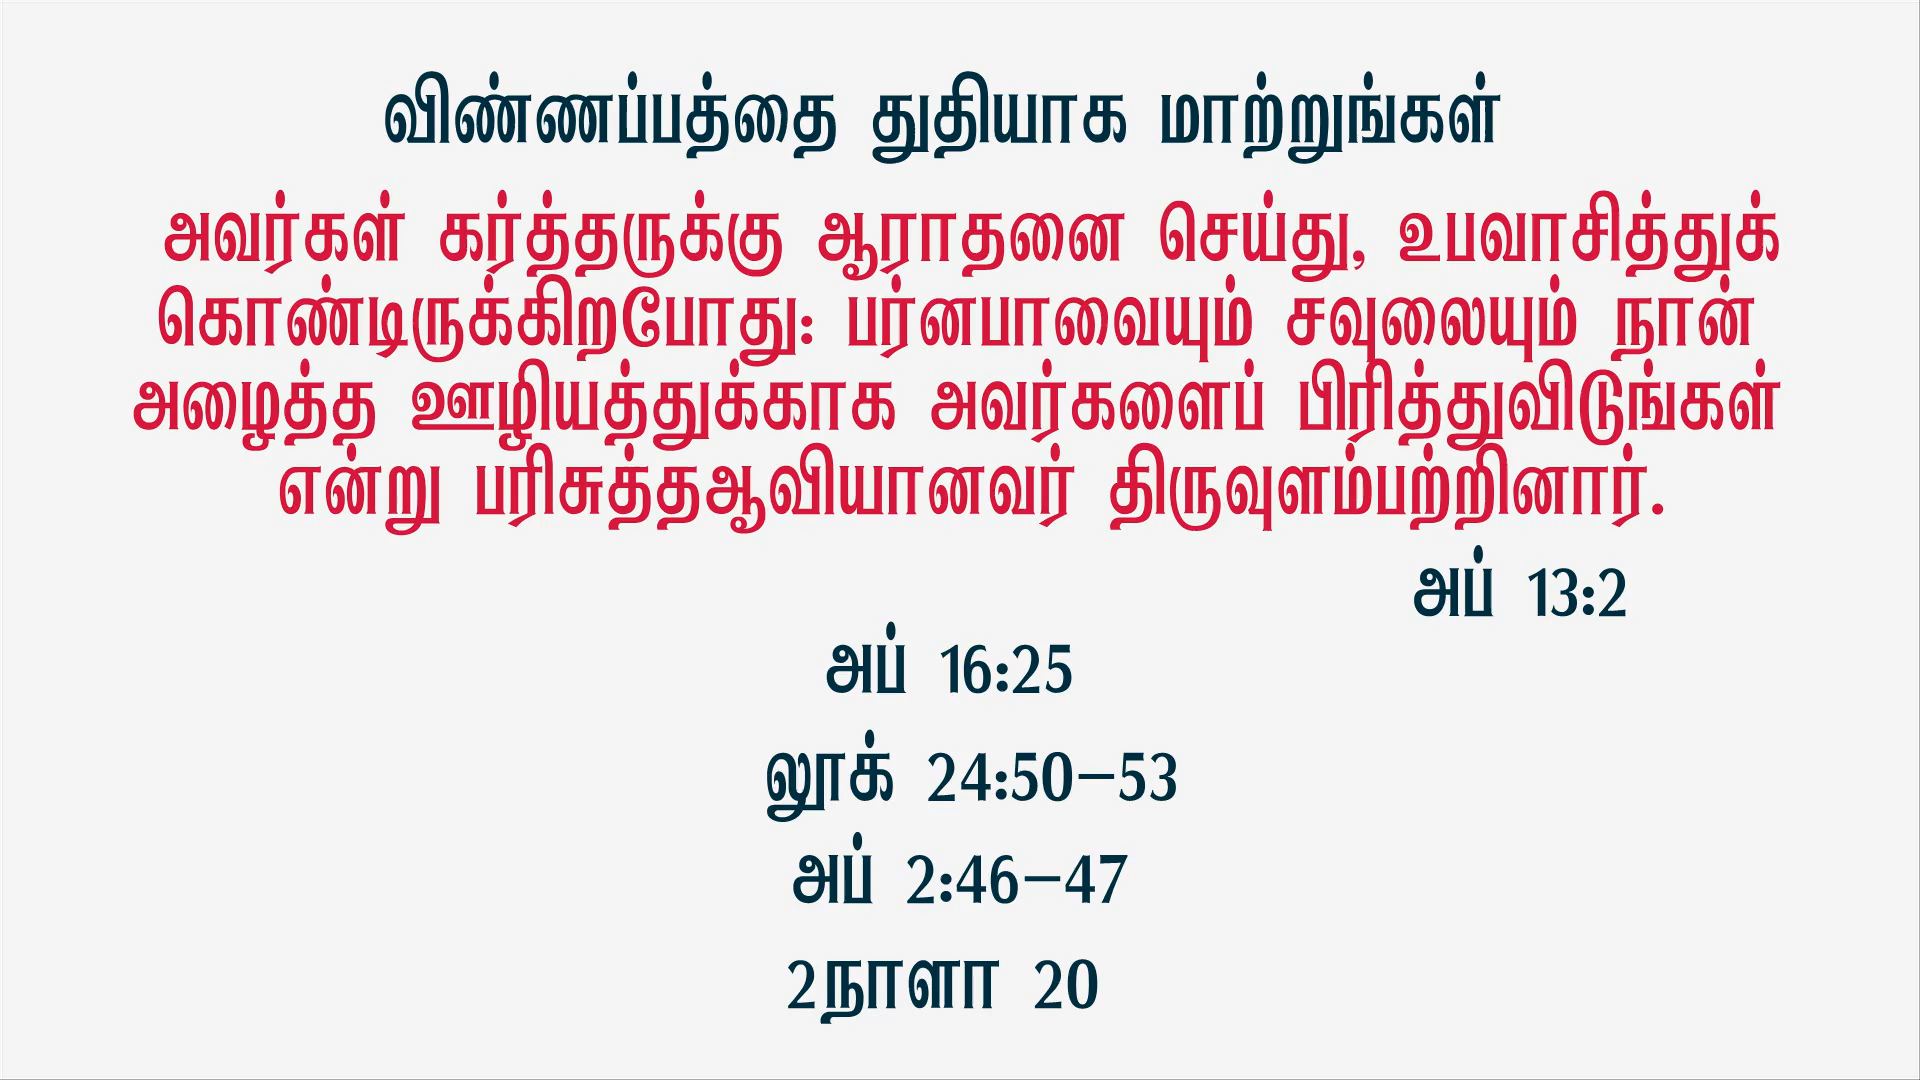 விண்ணப்பத்தை துதியாக மாற்றுங்கள்
அவர்கள் கர்த்தருக்கு ஆராதனை செய்து, உபவாசித்துக்
கொண்டிருக்கிறபோது: பர்னபாவையும் சவுலையும் நான்
அழைத்த ஊழியத்துக்காக அவர்களைப் பிரித்துவிடுங்கள்
என்று பரிசுத்தஆவியானவர் திருவுளம்பற்றினார்.
அப் 13:2
அப் 16:25
லூக் 24:50-53
அப் 2:46-47
2நாளா 20